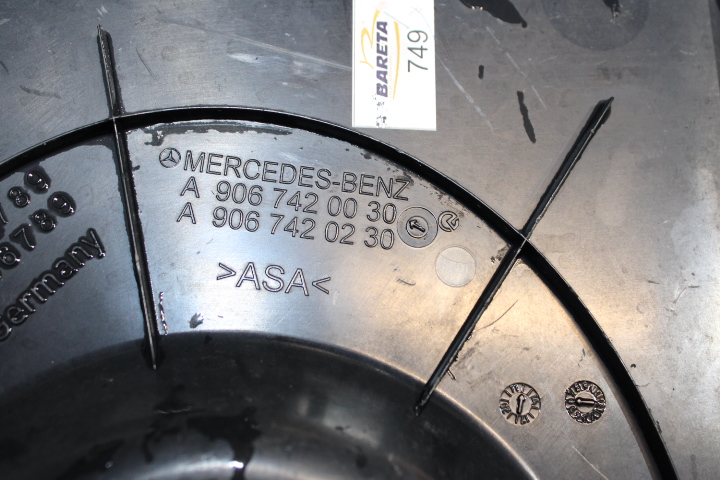 BARETA
749
MERCEDES-BENZ
A 906 742 00 30
A 906 742 02 30
>ASA<
Germany